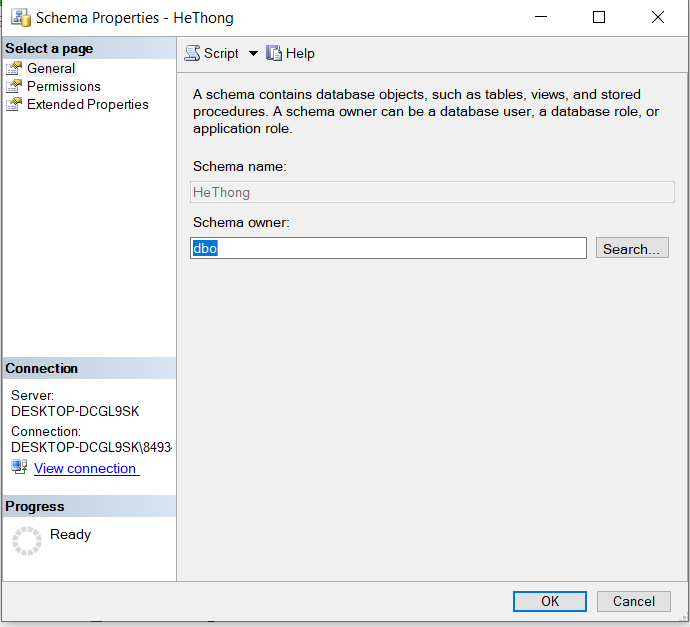 Schema Properties - HeThong
Select a page
General
Permissions
Extended Properties
Script Help
A schema contains database objects, such as tables, views, and stored
procedures. A schema owner can be a database user, a database role, or
application role.
Schema name:
HeThong
Schema owner:
dbo
Search...
Connection
Server:
DESKTOP-DCGL9SK
Connection:
DESKTOP-DCGL9SK\8493
View connection
Progress
Ready
OK
Cancel